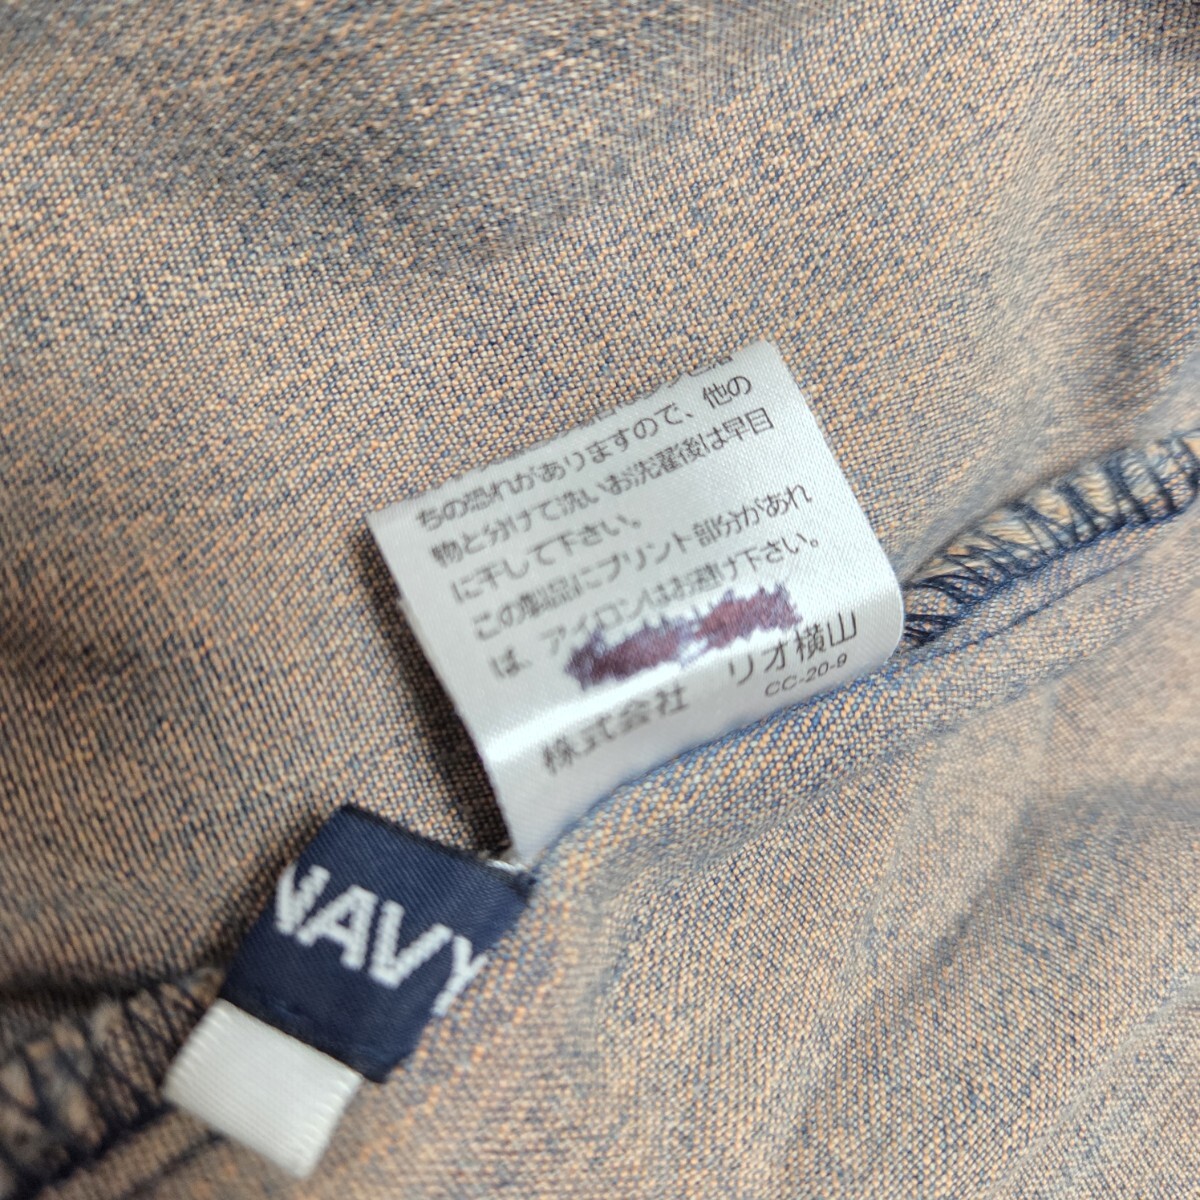 ちの恐れがありますので、他の
物と分けて洗いお洗濯後は早目
に干して下さい。
この製品にプリント部分があれ
ば、アイロンはお避け下さい。
株式会社 リオ横山
CC-20-9
NAVY